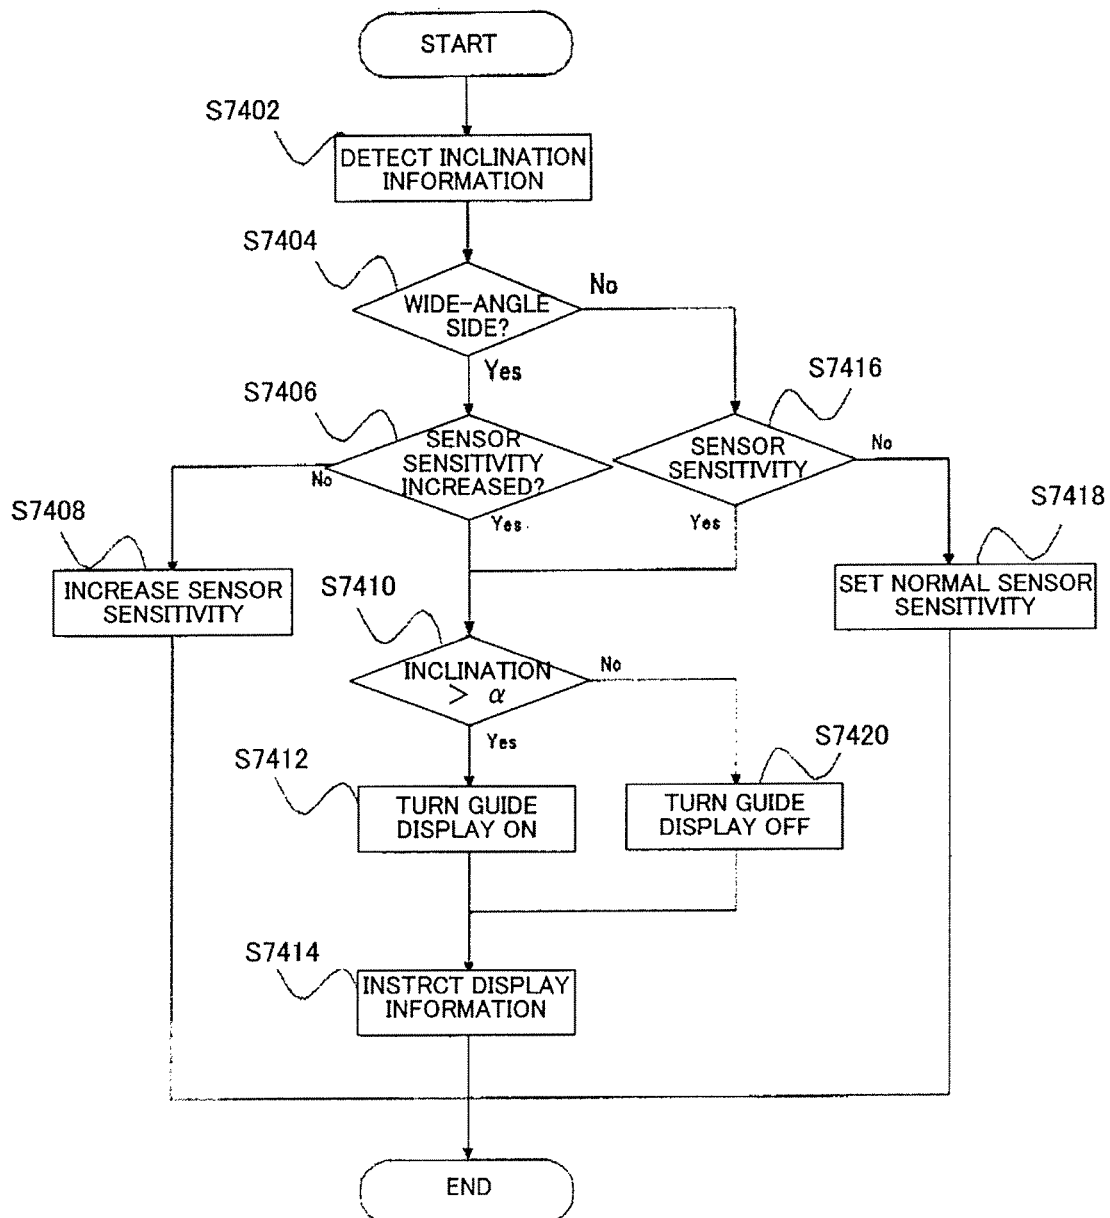 START
S7402
DETECT INCLINATION
INFORMATION
S7404
WIDE-ANGLE
SIDE?
No
Yes
S7406
SENSOR
SENSITIVITY
INCREASED?
No
Yes
S7416
SENSOR
SENSITIVITY
No
Yes
S7408
INCREASE SENSOR
SENSITIVITY
S7418
SET NORMAL SENSOR
SENSITIVITY
S7410
INCLINATION
> α
No
Yes
S7412
TURN GUIDE
DISPLAY ON
S7420
TURN GUIDE
DISPLAY OFF
S7414
INSTRCT DISPLAY
INFORMATION
END